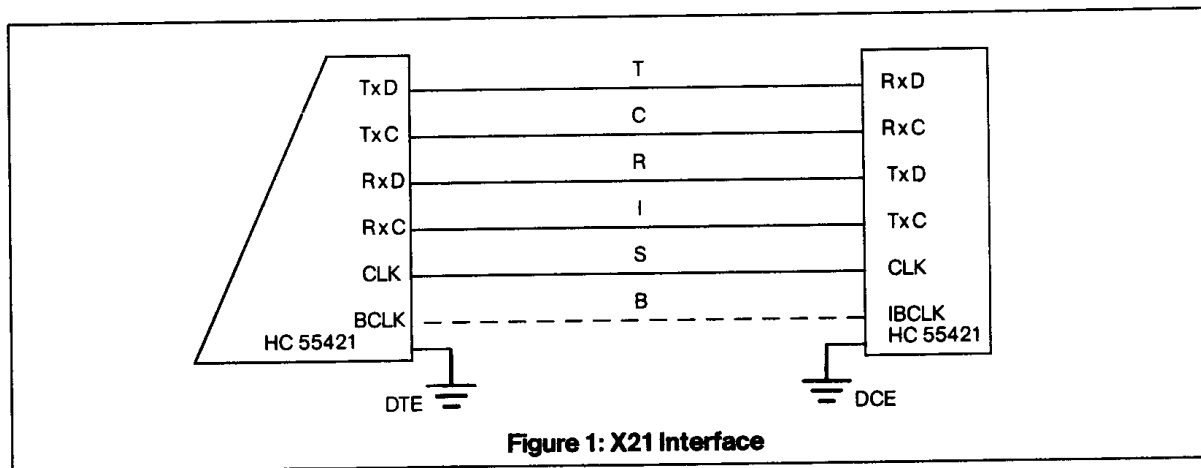 TxD T RxD
TxC C RxC
RxD R TxD
RxC I TxC
CLK S CLK
BCLK B IBCLK
HC 55421 HC 55421
DTE DCE
Figure 1: X21 Interface